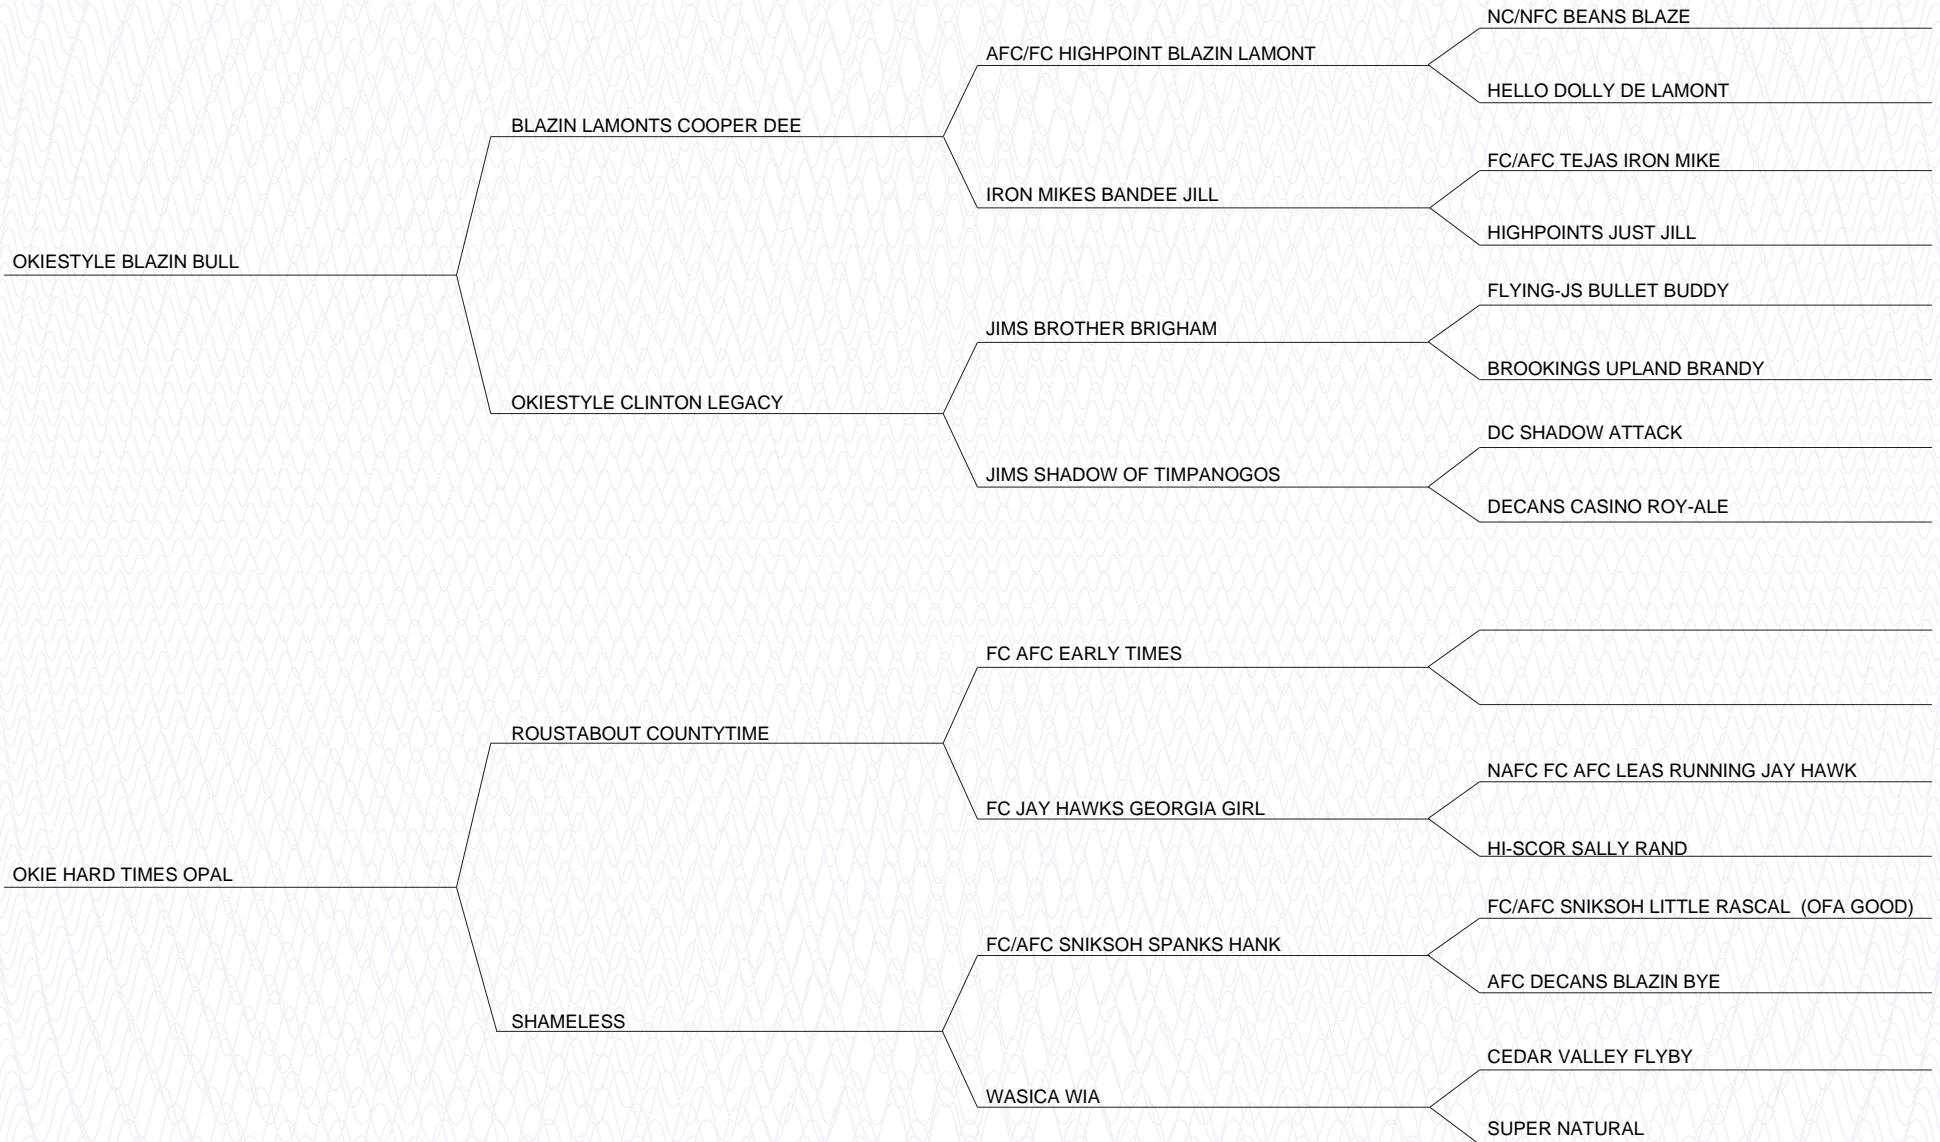 NC/NFC BEANS BLAZE
AFC/FC HIGHPOINT BLAZIN LAMONT
HELLO DOLLY DE LAMONT
BLAZIN LAMONTS COOPER DEE
FC/AFC TEJAS IRON MIKE
IRON MIKES BANDEE JILL
HIGHPOINTS JUST JILL
OKIESTYLE BLAZIN BULL
FLYING-JS BULLET BUDDY
JIMS BROTHER BRIGHAM
BROOKINGS UPLAND BRANDY
OKIESTYLE CLINTON LEGACY
DC SHADOW ATTACK
JIMS SHADOW OF TIMPANOGOS
DECANS CASINO ROY-ALE
FC AFC EARLY TIMES
ROUSTABOUT COUNTYTIME
NAFC FC AFC LEAS RUNNING JAY HAWK
FC JAY HAWKS GEORGIA GIRL
HI-SCOR SALLY RAND
OKIE HARD TIMES OPAL
FC/AFC SNIKSOH LITTLE RASCAL (OFA GOOD)
FC/AFC SNIKSOH SPANKS HANK
AFC DECANS BLAZIN BYE
SHAMELESS
CEDAR VALLEY FLYBY
WASICA WIA
SUPER NATURAL